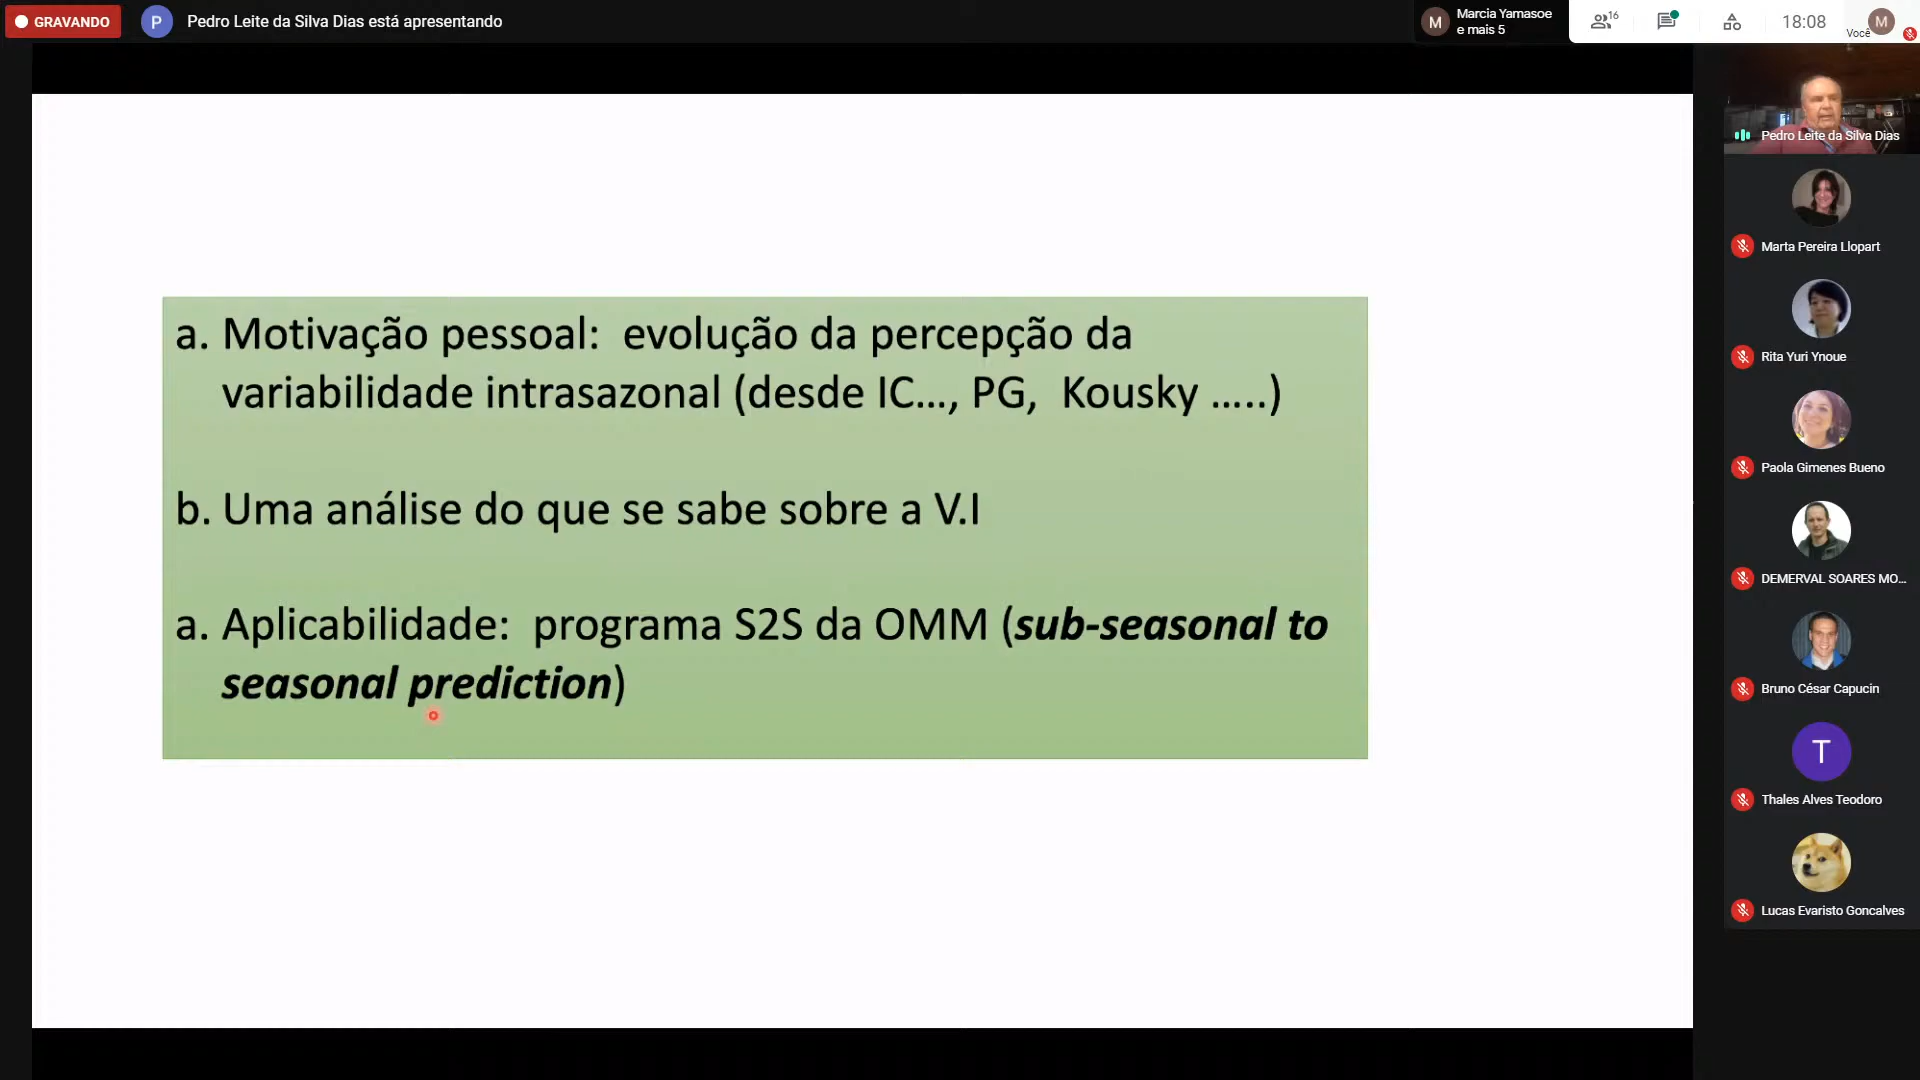 GRAVANDO
P
Pedro Leite da Silva Dias está apresentando
M
Marcia Yamasoe
e mais 5
16
18:08
Você
M
a. Motivação pessoal: evolução da percepção da
variabilidade intrasazonal (desde IC..., PG, Kousky .....)
b. Uma análise do que se sabe sobre a V.I
a. Aplicabilidade: programa S2S da OMM (sub-seasonal to
seasonal prediction)
Pedro Leite da Silva Dias
Marta Pereira Llopart
Rita Yuri Ynoue
Paola Gimenes Bueno
DEMERVAL SOARES MO...
Bruno César Capucin
T
Thales Alves Teodoro
Lucas Evaristo Goncalves